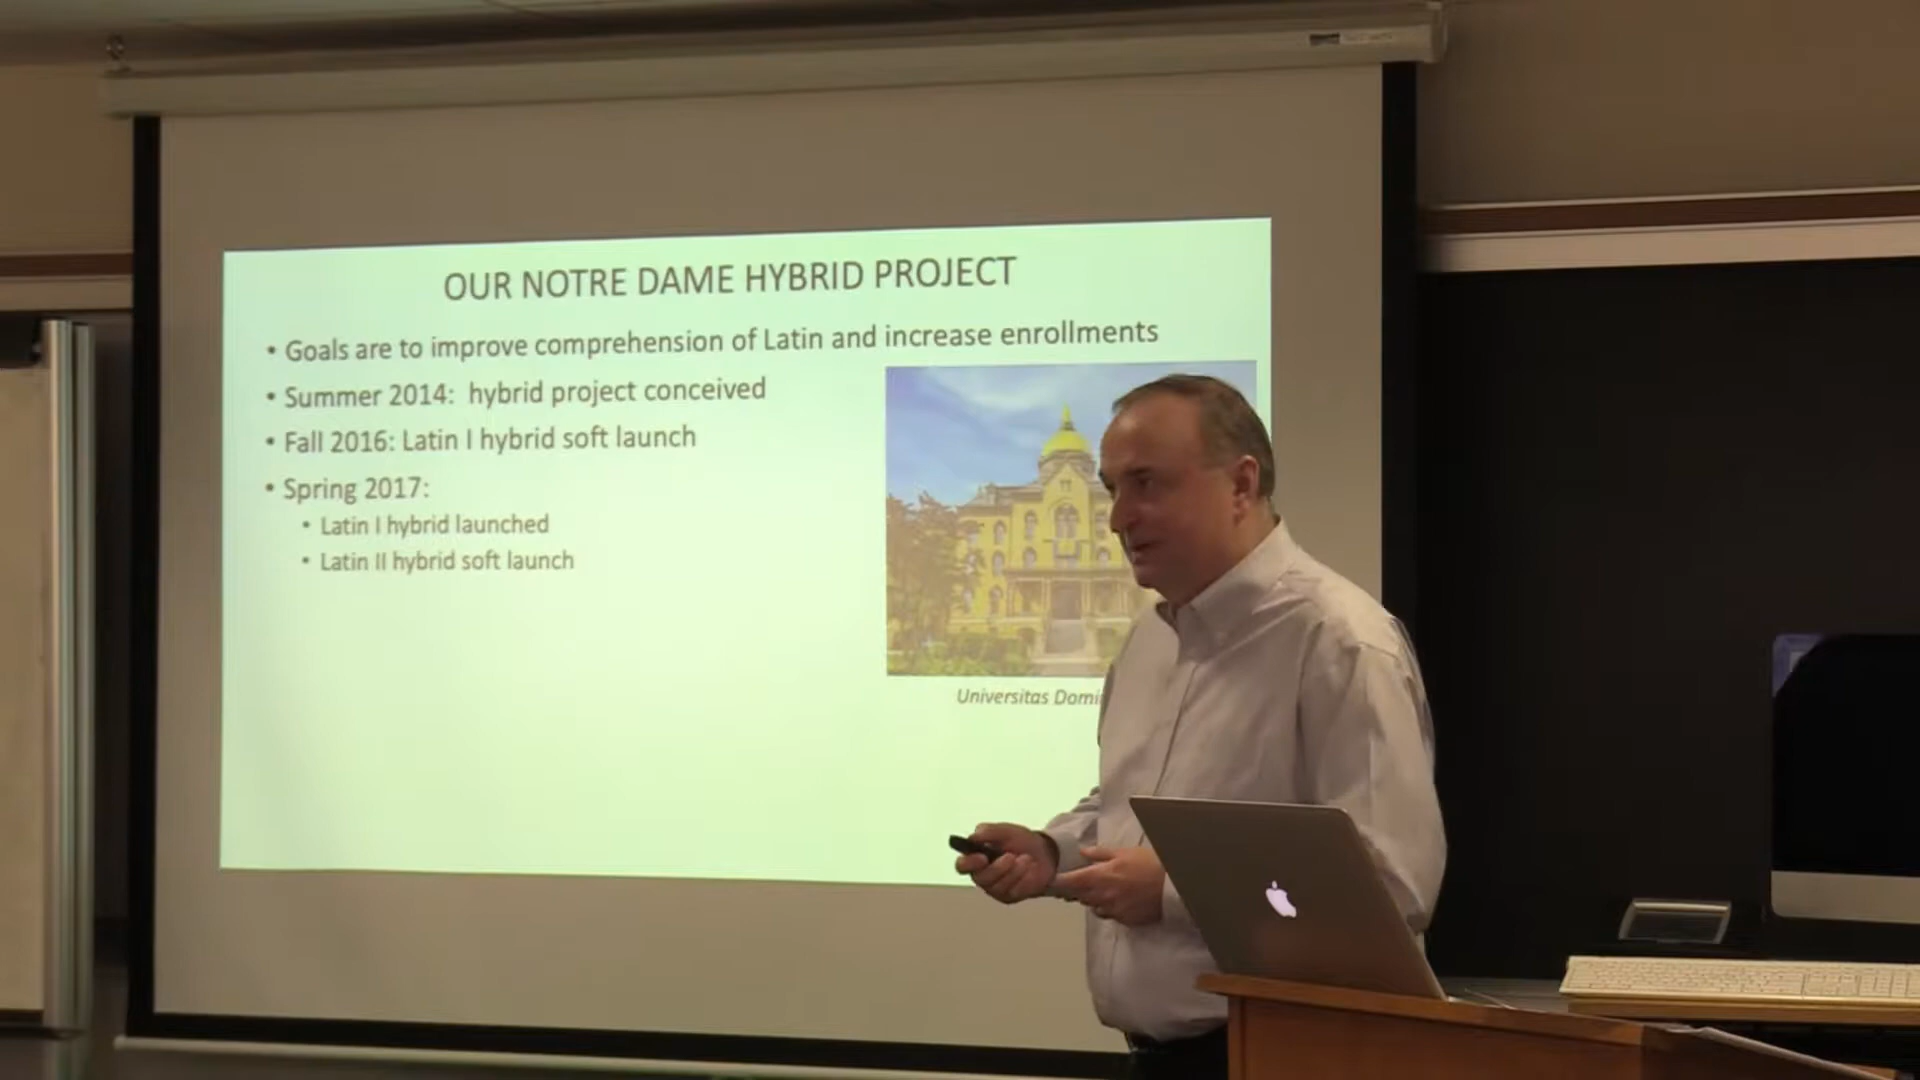 OUR NOTRE DAME HYBRID PROJECT
• Goals are to improve comprehension of Latin and increase enrollments
• Summer 2014: hybrid project conceived
• Fall 2016: Latin I hybrid soft launch
• Spring 2017:
• Latin I hybrid launched
• Latin II hybrid soft launch
Universitas